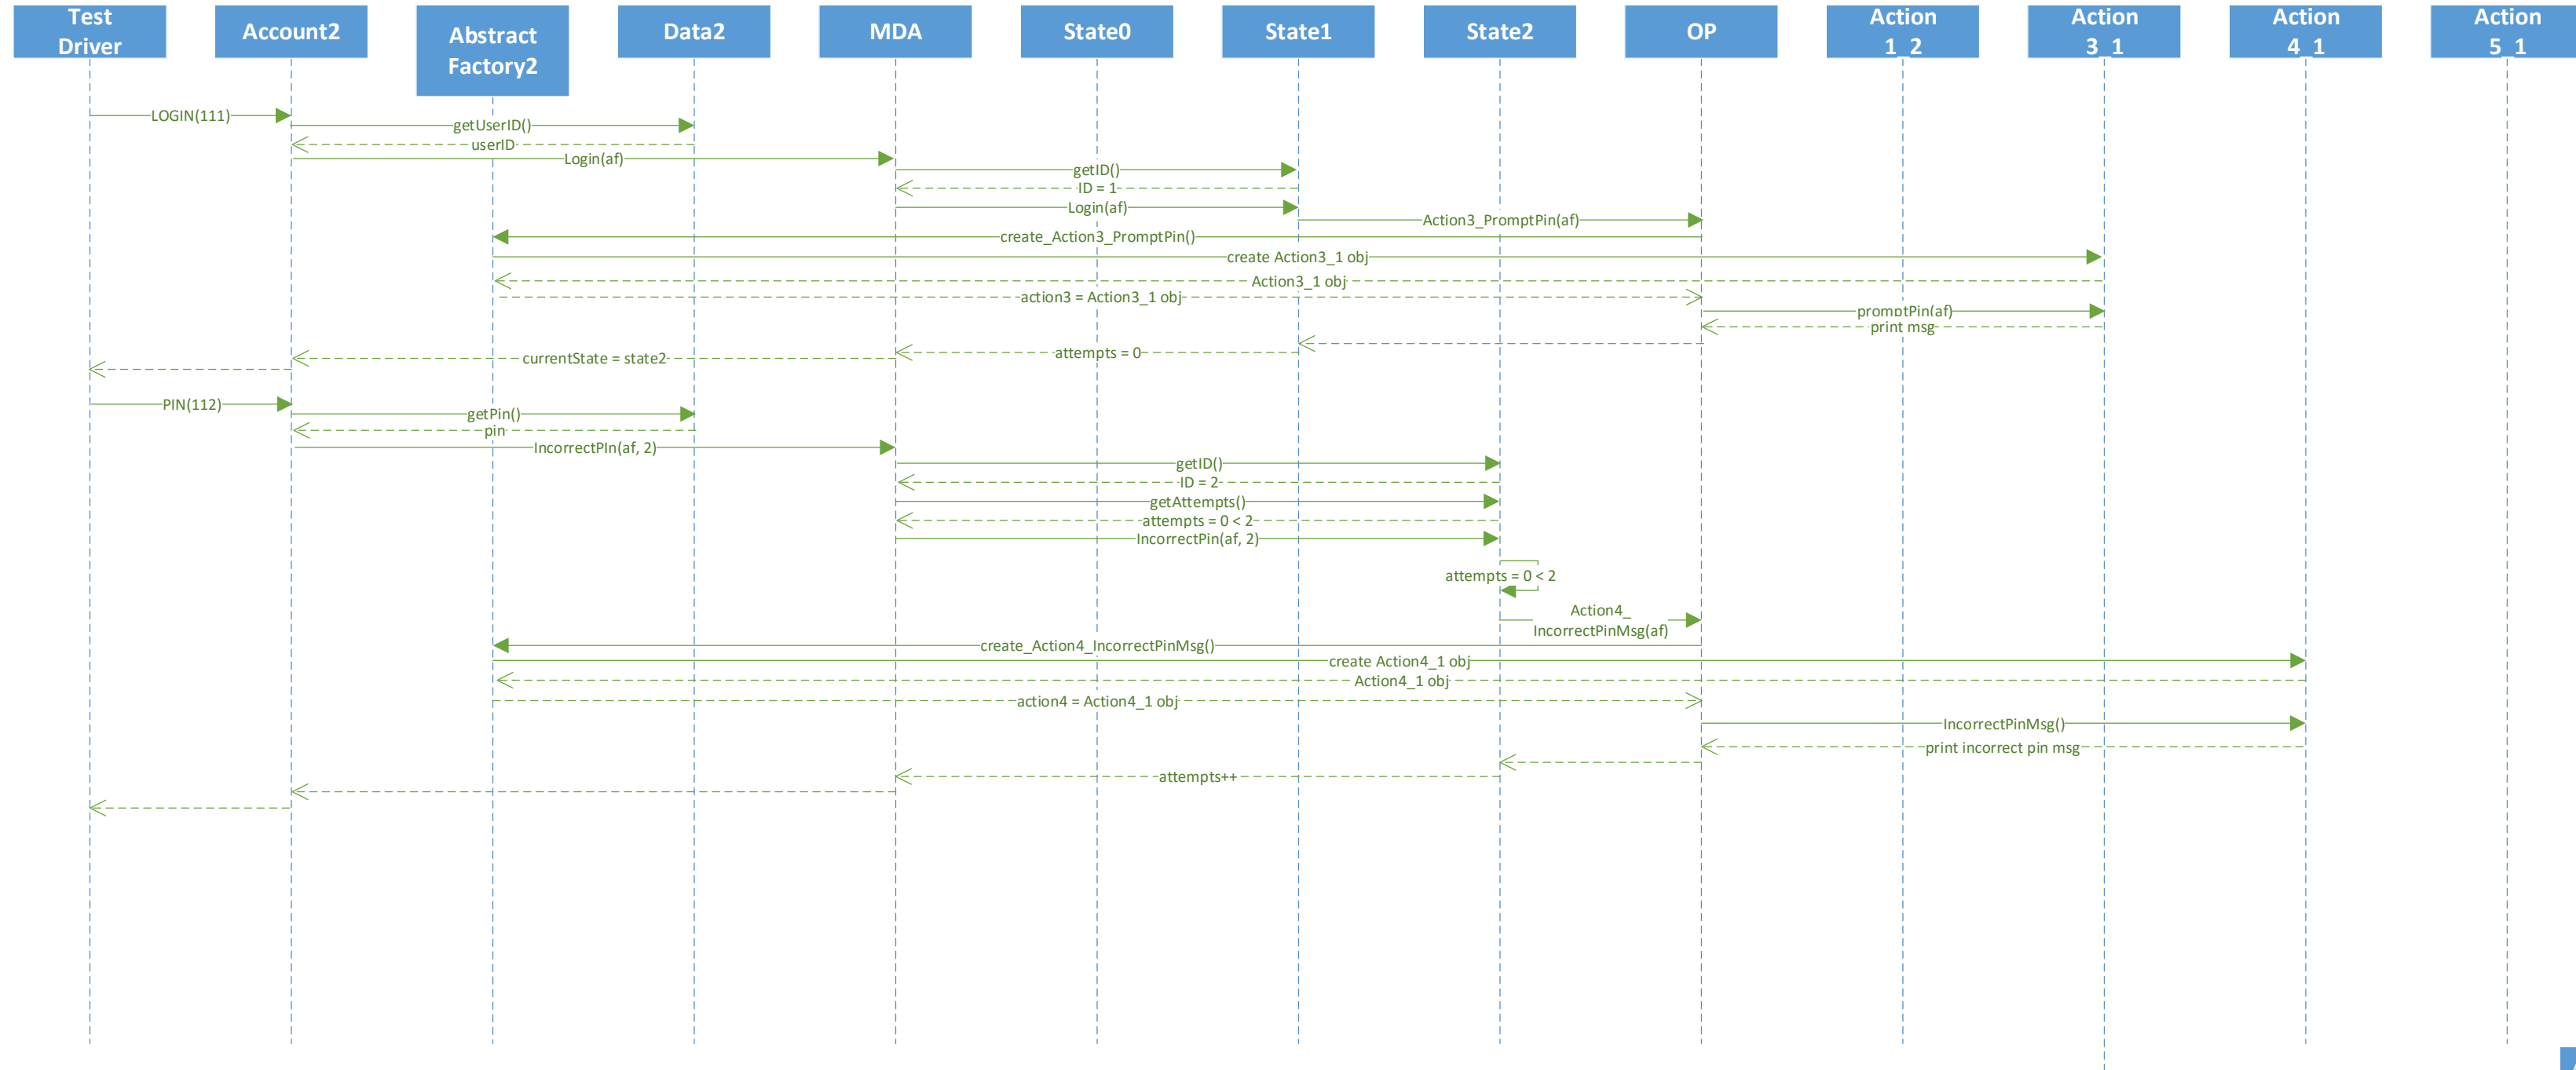 Test
Driver
Account2
Abstract
Factory2
Data2
MDA
State0
State1
State2
OP
Action
1_2
Action
3_1
Action
4_1
Action
5_1
LOGIN(111)
getUserID()
userID
Login(af)
getID()
ID = 1
Login(af)
Action3_PromptPin(af)
create_Action3_PromptPin()
create Action3_1 obj
Action3_1 obj
action3 = Action3_1 obj
promptPin(af)
print msg
attempts = 0
currentState = state2
PIN(112)
getPin()
pin
IncorrectPIn(af, 2)
getID()
ID = 2
getAttempts()
attempts = 0 < 2
IncorrectPin(af, 2)
attempts = 0 < 2
Action4_
IncorrectPinMsg(af)
create_Action4_IncorrectPinMsg()
create Action4_1 obj
Action4_1 obj
action4 = Action4_1 obj
IncorrectPinMsg()
print incorrect pin msg
attempts++